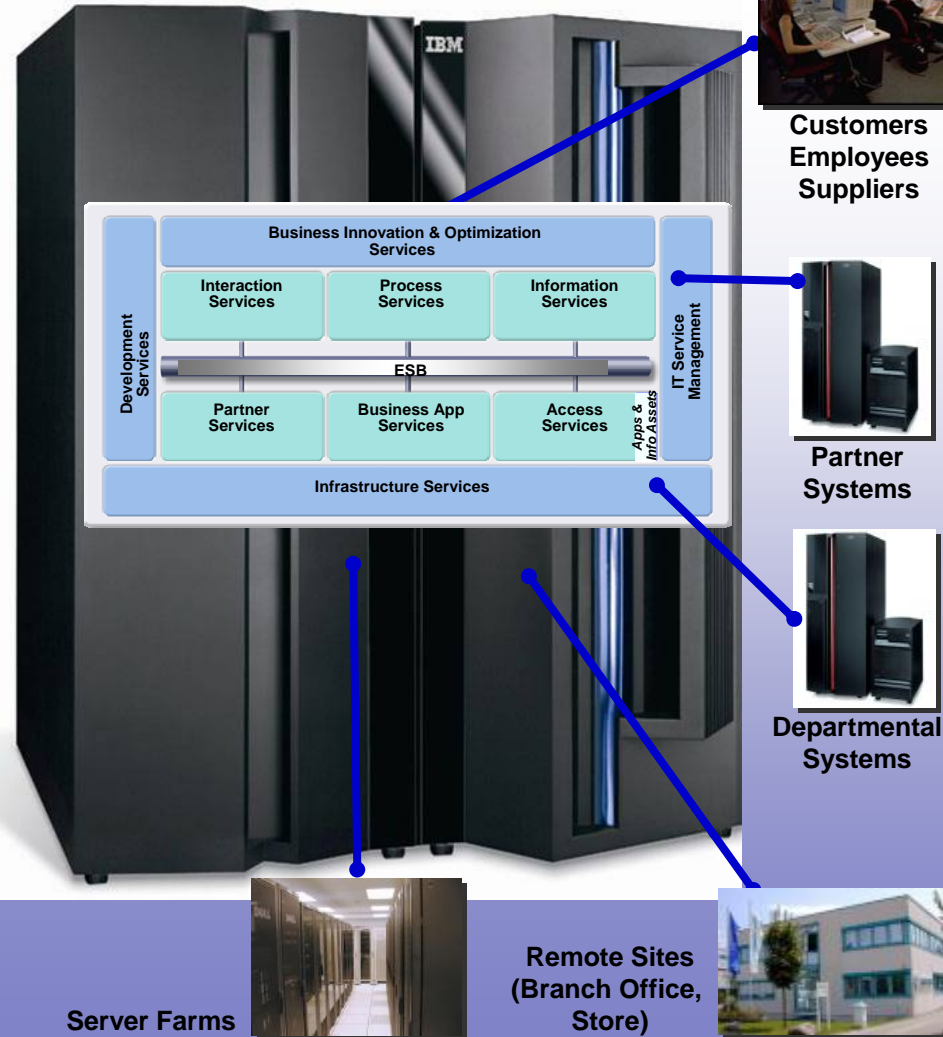 IBM
Customers
Employees
Suppliers
Business Innovation & Optimization
Services
Development
Services
Interaction
Services
Process
Services
Information
Services
IT Service
Management
ESB
Partner
Services
Business App
Services
Access
Services
Apps &
Info Assets
Infrastructure Services
Partner
Systems
Departmental
Systems
DELL
Server Farms
Remote Sites
(Branch Office,
Store)